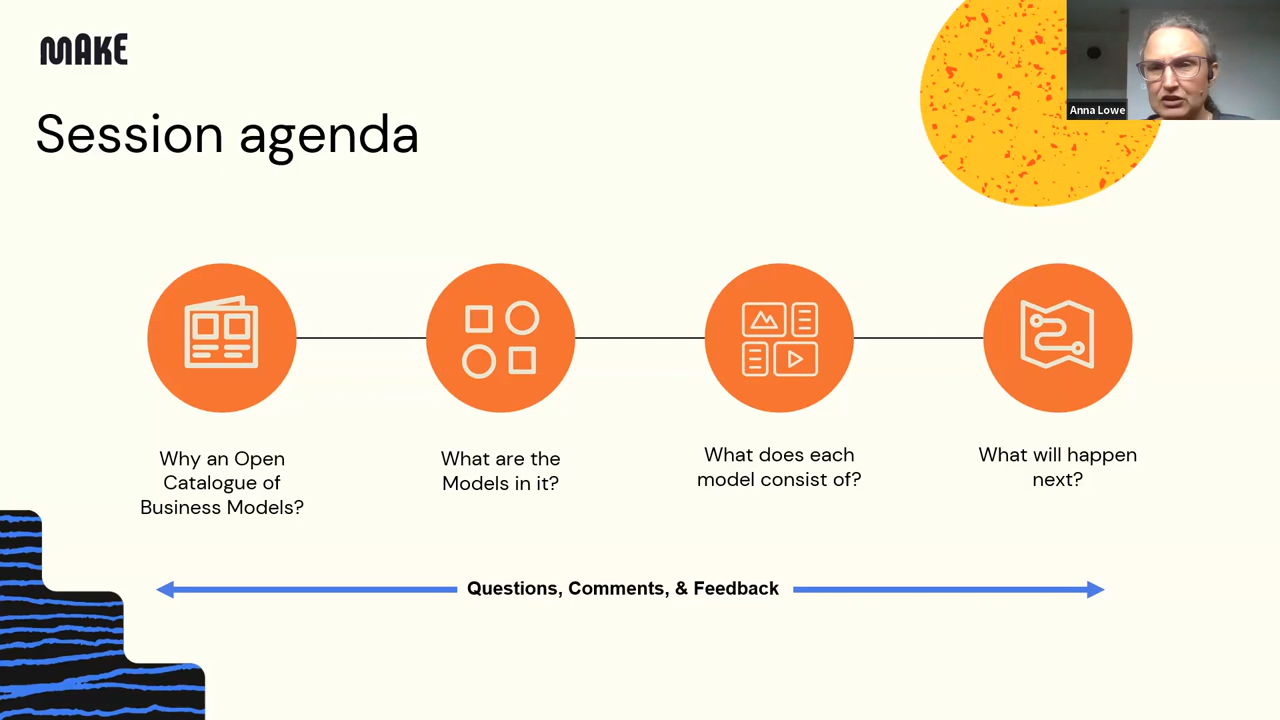 MAKE
Session agenda
Anna Lowe
Why an Open
Catalogue of
Business Models?
What are the
Models in it?
What does each
model consist of?
What will happen
next?
Questions, Comments, & Feedback